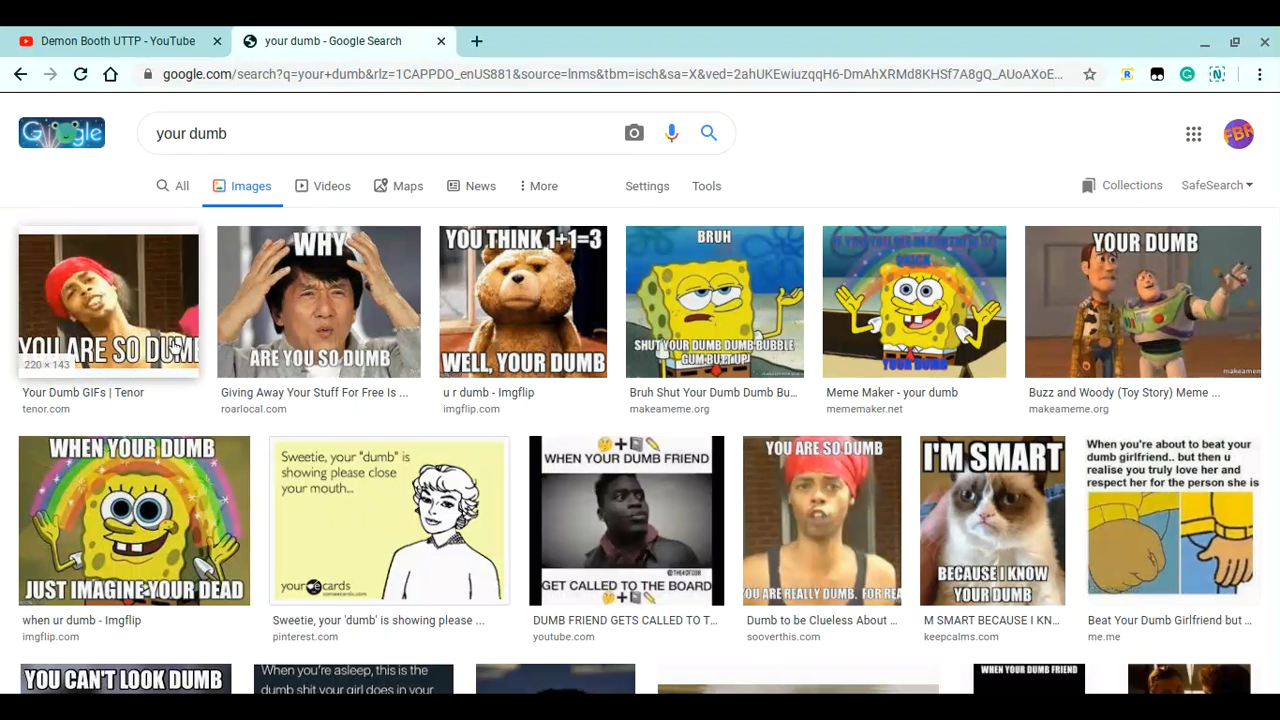 Demon Booth UTTP - YouTube
your dumb - Google Search
google.com/search?q=your+dumb&rlz=1CAPPDO_enUS881&source=lnms&tbm=isch&sa=X&ved=2ahUKEwiuzqqH6-DmAhXRMd8KHSf7A8gQ_AUoAXoE...
Google
your dumb
FBR
All
Images
Videos
Maps
News
More
Settings
Tools
Collections
SafeSearch
YOU ARE SO DUMB
220 × 143
WHY
ARE YOU SO DUMB
YOU THINK 1+1=3
WELL, YOUR DUMB
BRUH
SHUT YOUR DUMB DUMB BUBBLE
GUM BUTT UP!
YOUR DUMB
YOUR DUMB
makeamem
Your Dumb GIFs | Tenor
tenor.com
Giving Away Your Stuff For Free Is ...
roarlocal.com
u r dumb - Imgflip
imgflip.com
Bruh Shut Your Dumb Dumb Bu...
makeameme.org
Meme Maker - your dumb
mememaker.net
Buzz and Woody (Toy Story) Meme ...
makeameme.org
WHEN YOUR DUMB
JUST IMAGINE YOUR DEAD
Sweetie, your "dumb" is
showing please close
your mouth...
your e cards
someecards.com
WHEN YOUR DUMB FRIEND
GET CALLED TO THE BOARD
YOU ARE SO DUMB
YOU ARE REALLY DUMB. FOR REA
I'M SMART
BECAUSE I KNOW
YOUR DUMB
When you're about to beat your
dumb girlfriend.. but then u
realise you truly love her and
respect her for the person she is
when ur dumb - Imgflip
imgflip.com
Sweetie, your 'dumb' is showing please ...
pinterest.com
DUMB FRIEND GETS CALLED TO T...
youtube.com
Dumb to be Clueless About ...
sooverthis.com
M SMART BECAUSE I KN...
keepcalms.com
Beat Your Dumb Girlfriend but ...
me.me
YOU CAN'T LOOK DUMB
When you're asleep, this is the
dumb shit your girl does in your
WHEN YOUR DUMB FRIEND